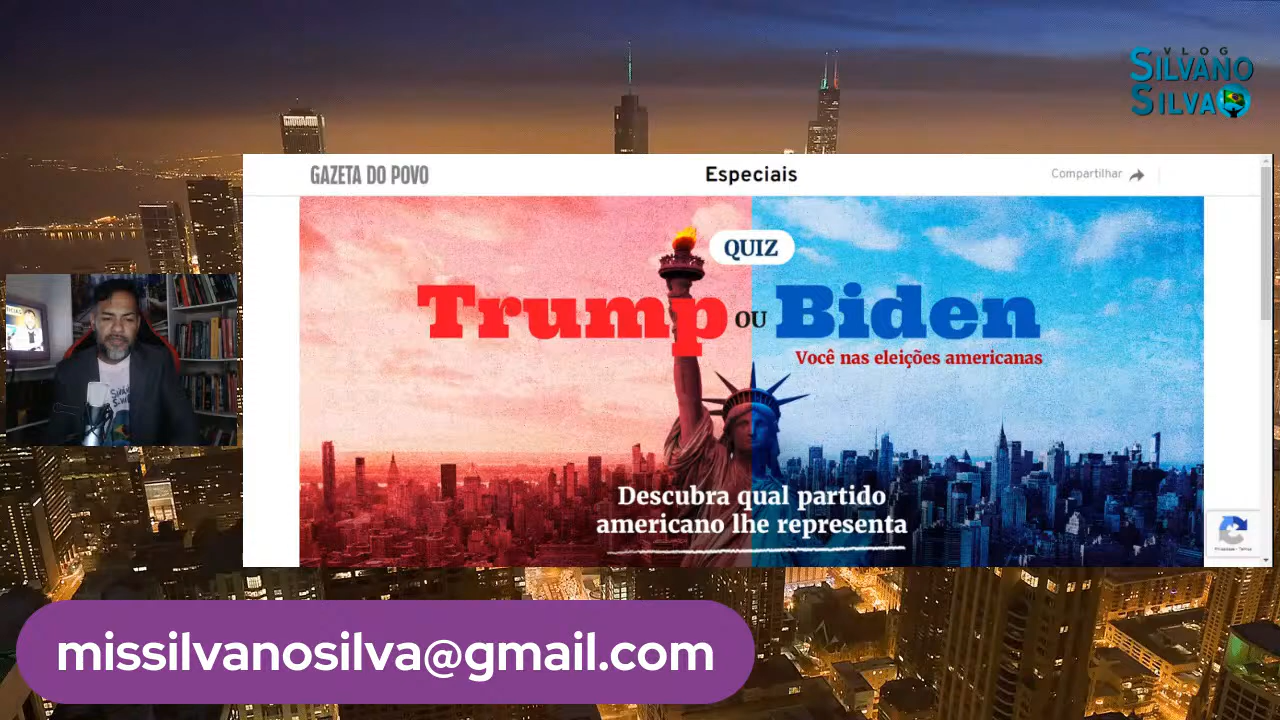 VLOG
SILVANO
SILVA
GAZETA DO POVO
Especiais
Compartilhar
QUIZ
Trump OU Biden
Você nas eleições americanas
Descubra qual partido
americano lhe representa
missilvanosilva@gmail.com